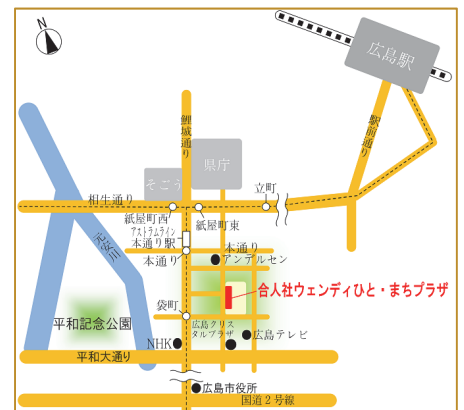 N
広島駅
鯉城通り
駅前通り
県庁
そごう
立町
相生通り
紙屋町西
紙屋町東
アストラムライン
本通り駅
本通り
本通り
アンデルセン
元安川
合人社ウェンディひと・まちプラザ
袋町
広島クリス
タルプラザ
広島テレビ
平和記念公園
NHK
平和大通り
広島市役所
国道2号線